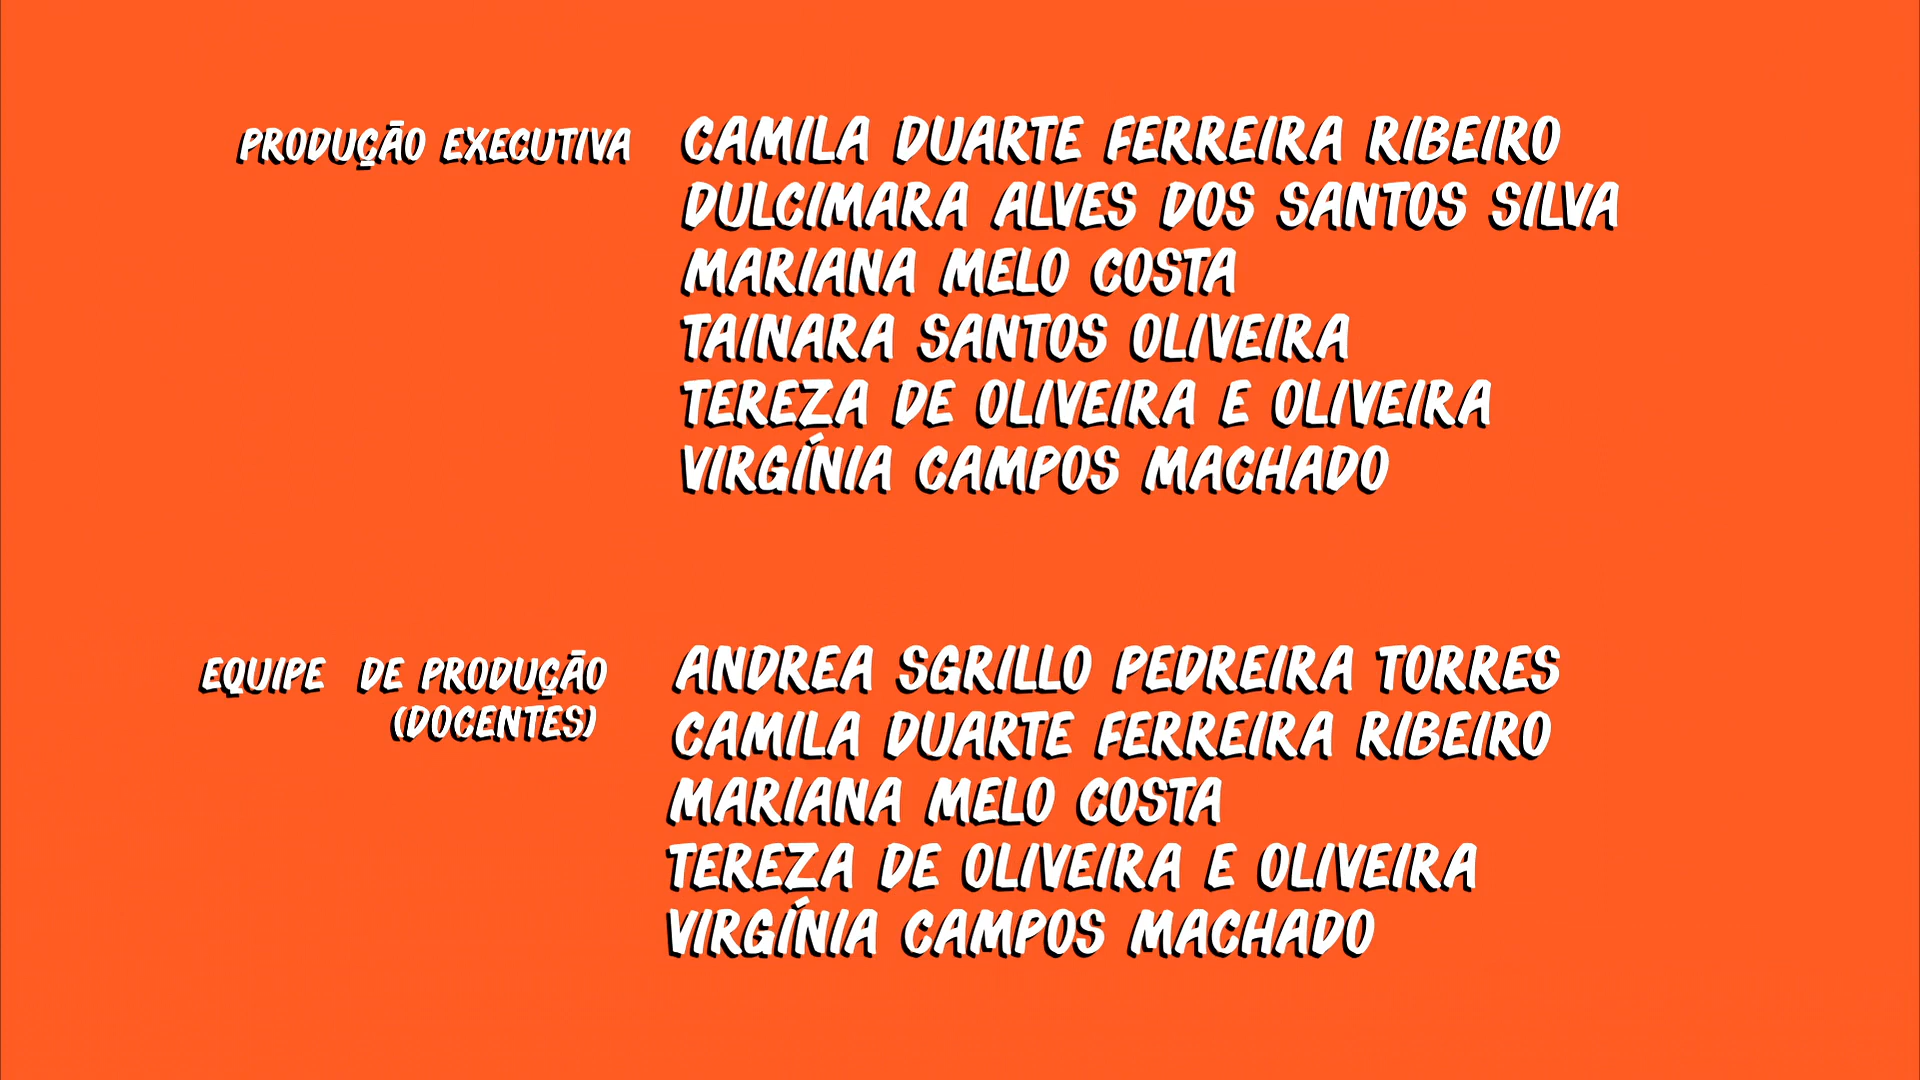 PRODUÇÃO EXECUTIVA CAMILA DUARTE FERREIRA RIBEIRO
DULCIMARA ALVES DOS SANTOS SILVA
MARIANA MELO COSTA
TAINARA SANTOS OLIVEIRA
TEREZA DE OLIVEIRA E OLIVEIRA
VIRGÍNIA CAMPOS MACHADO
EQUIPE DE PRODUÇÃO
(DOCENTES)
ANDREA SGRILLO PEDREIRA TORRES
CAMILA DUARTE FERREIRA RIBEIRO
MARIANA MELO COSTA
TEREZA DE OLIVEIRA E OLIVEIRA
VIRGÍNIA CAMPOS MACHADO